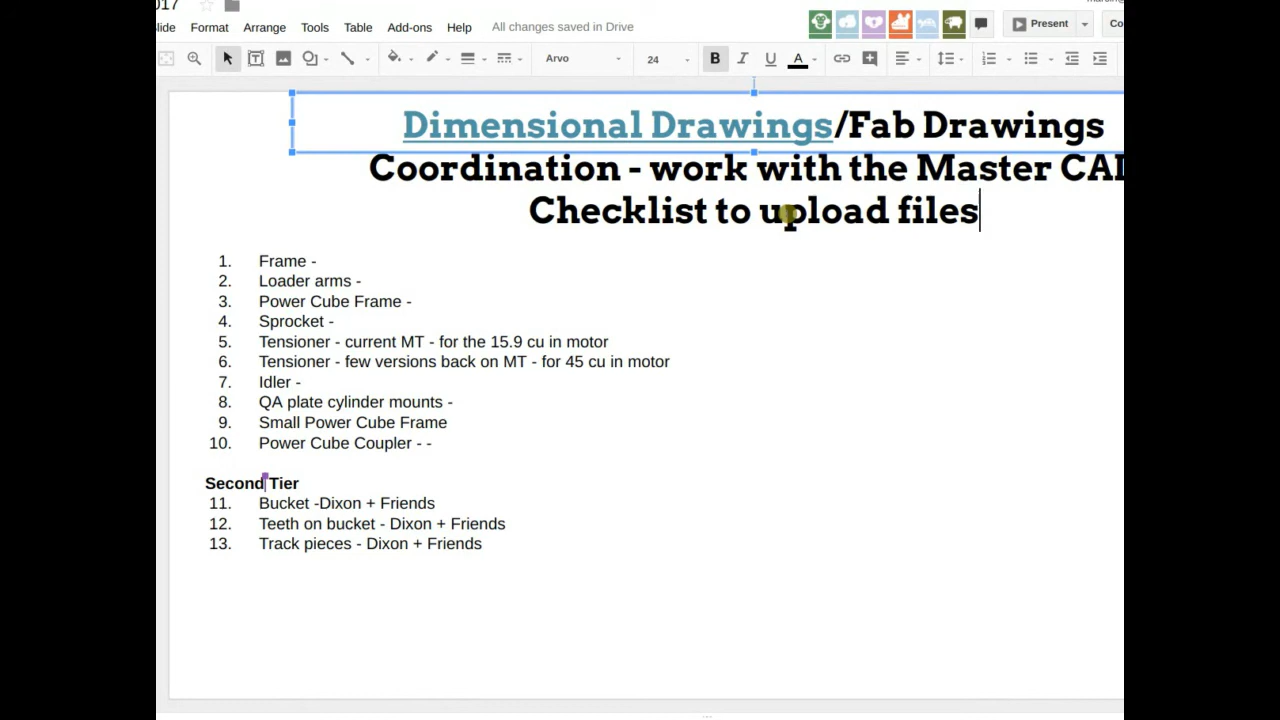 017
lide Format Arrange Tools Table Add-ons Help All changes saved in Drive Present Co
Arvo 24 B I U A
Dimensional Drawings/Fab Drawings
Coordination - work with the Master CAD
Checklist to upload files
1. Frame -
2. Loader arms -
3. Power Cube Frame -
4. Sprocket -
5. Tensioner - current MT - for the 15.9 cu in motor
6. Tensioner - few versions back on MT - for 45 cu in motor
7. Idler -
8. QA plate cylinder mounts -
9. Small Power Cube Frame
10. Power Cube Coupler - -
Second Tier
11. Bucket -Dixon + Friends
12. Teeth on bucket - Dixon + Friends
13. Track pieces - Dixon + Friends